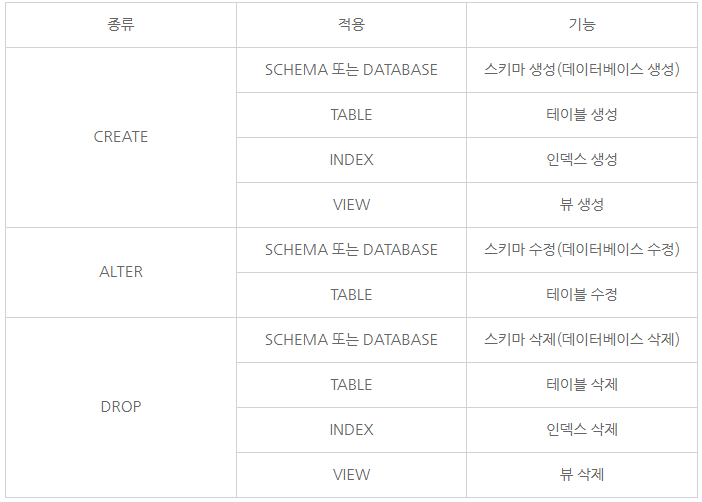 종류 적용 기능
CREATE
SCHEMA 또는 DATABASE 스키마 생성(데이터베이스 생성)
TABLE 테이블 생성
INDEX 인덱스 생성
VIEW 뷰 생성
ALTER
SCHEMA 또는 DATABASE 스키마 수정(데이터베이스 수정)
TABLE 테이블 수정
DROP
SCHEMA 또는 DATABASE 스키마 삭제(데이터베이스 삭제)
TABLE 테이블 삭제
INDEX 인덱스 삭제
VIEW 뷰 삭제